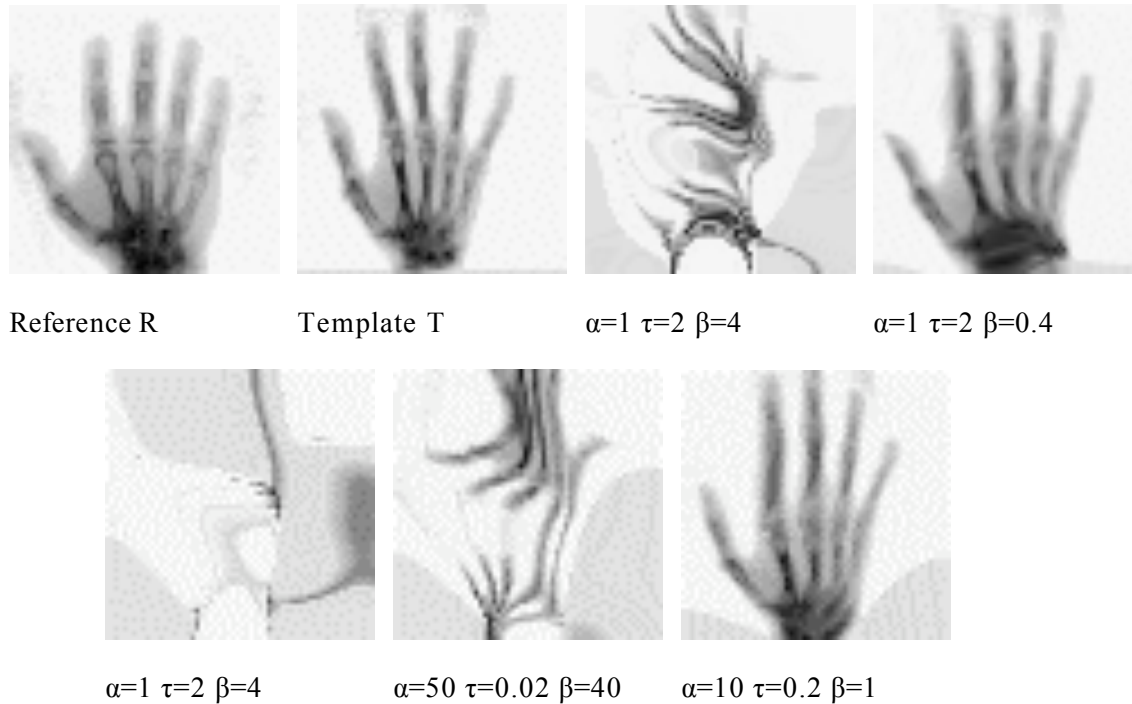 Reference R
Template T
α=1 τ=2 β=4
α=1 τ=2 β=0.4
α=1 τ=2 β=4
α=50 τ=0.02 β=40
α=10 τ=0.2 β=1